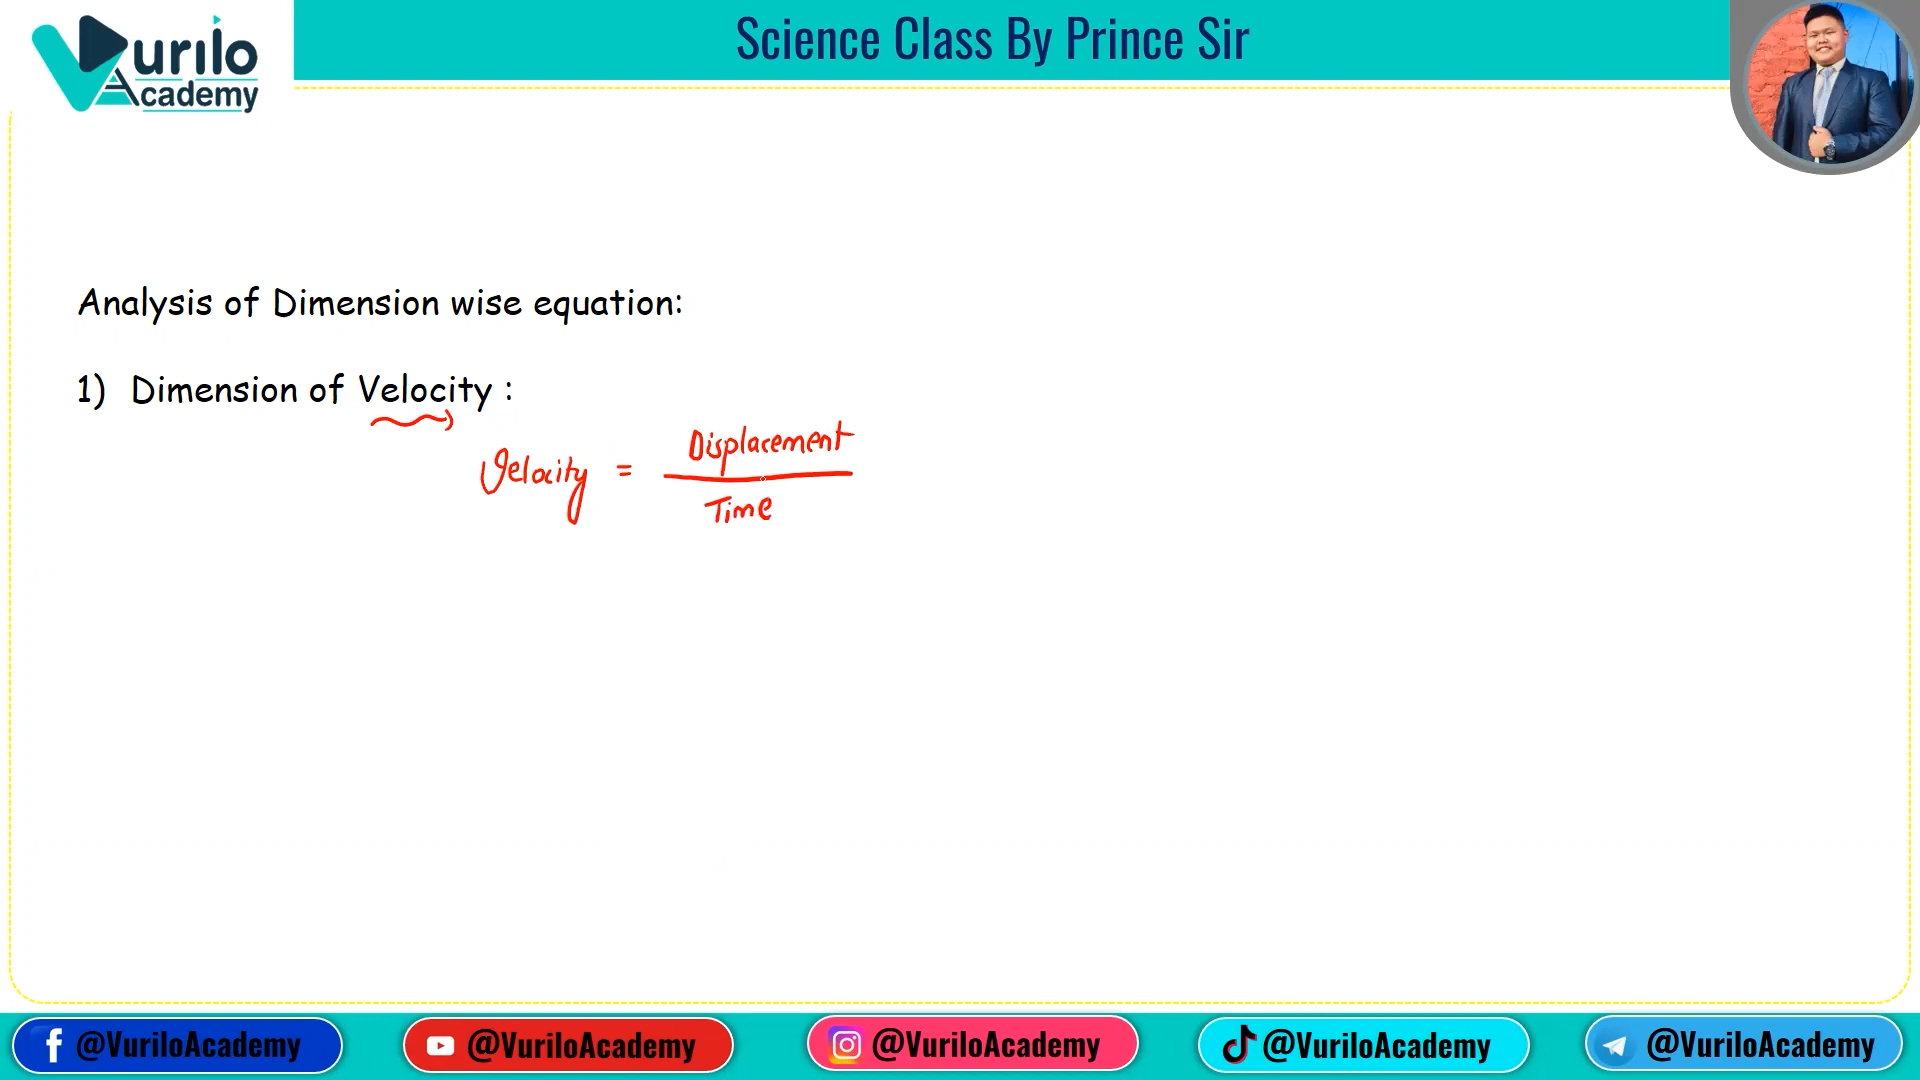 Vurilo
Academy
Science Class By Prince Sir
Analysis of Dimension wise equation:
1) Dimension of Velocity :
Velocity = Displacement
Time
@VuriloAcademy
@VuriloAcademy
@VuriloAcademy
@VuriloAcademy
@VuriloAcademy